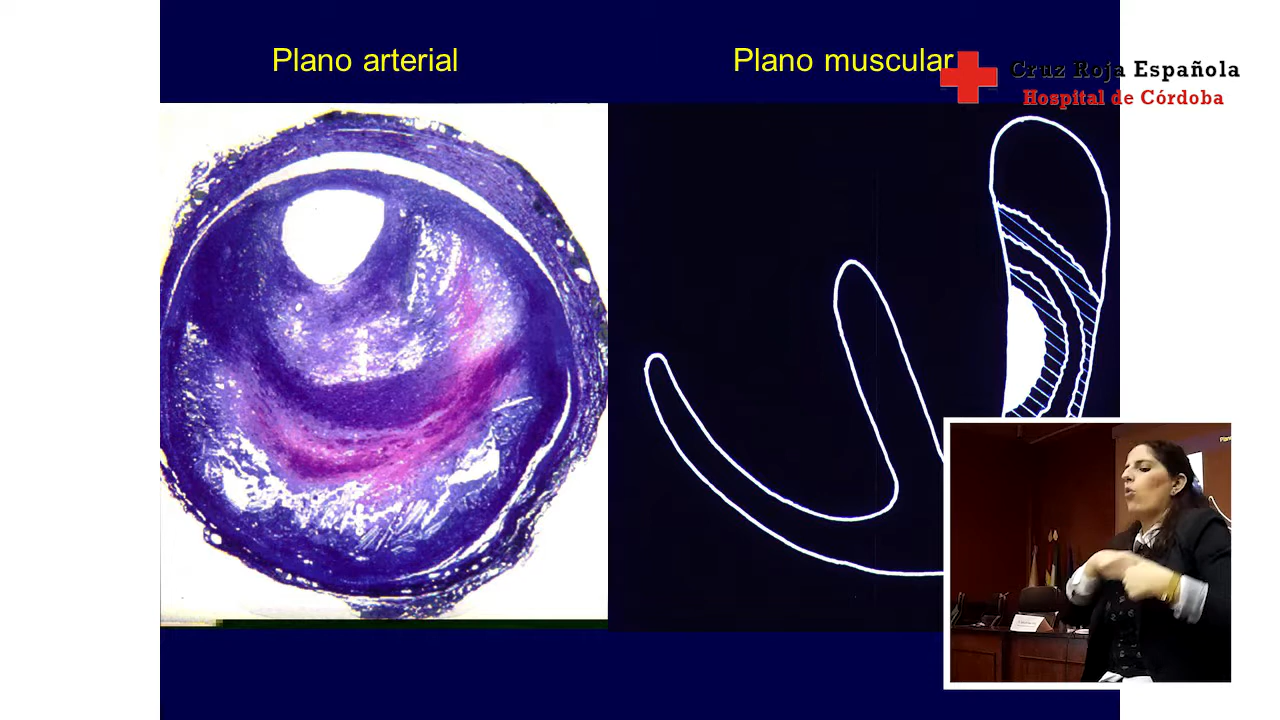 Plano arterial
Plano muscular
Cruz Roja Española
Hospital de Córdoba